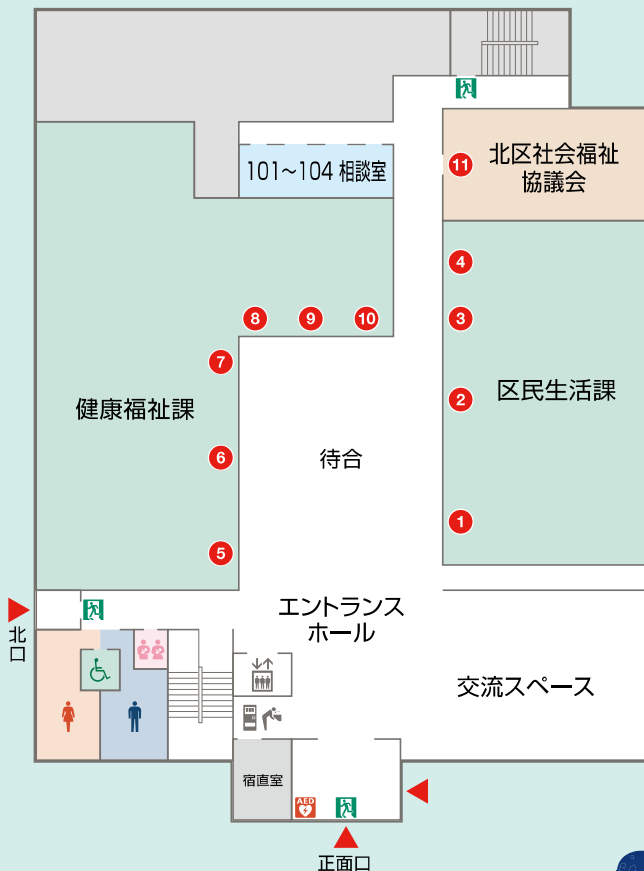 101～104 相談室
北区社会福祉
協議会
11
4
8
9
10
3
7
健康福祉課
区民生活課
2
6
待合
1
5
エントランス
ホール
北口
交流スペース
宿直室
AED
正面口